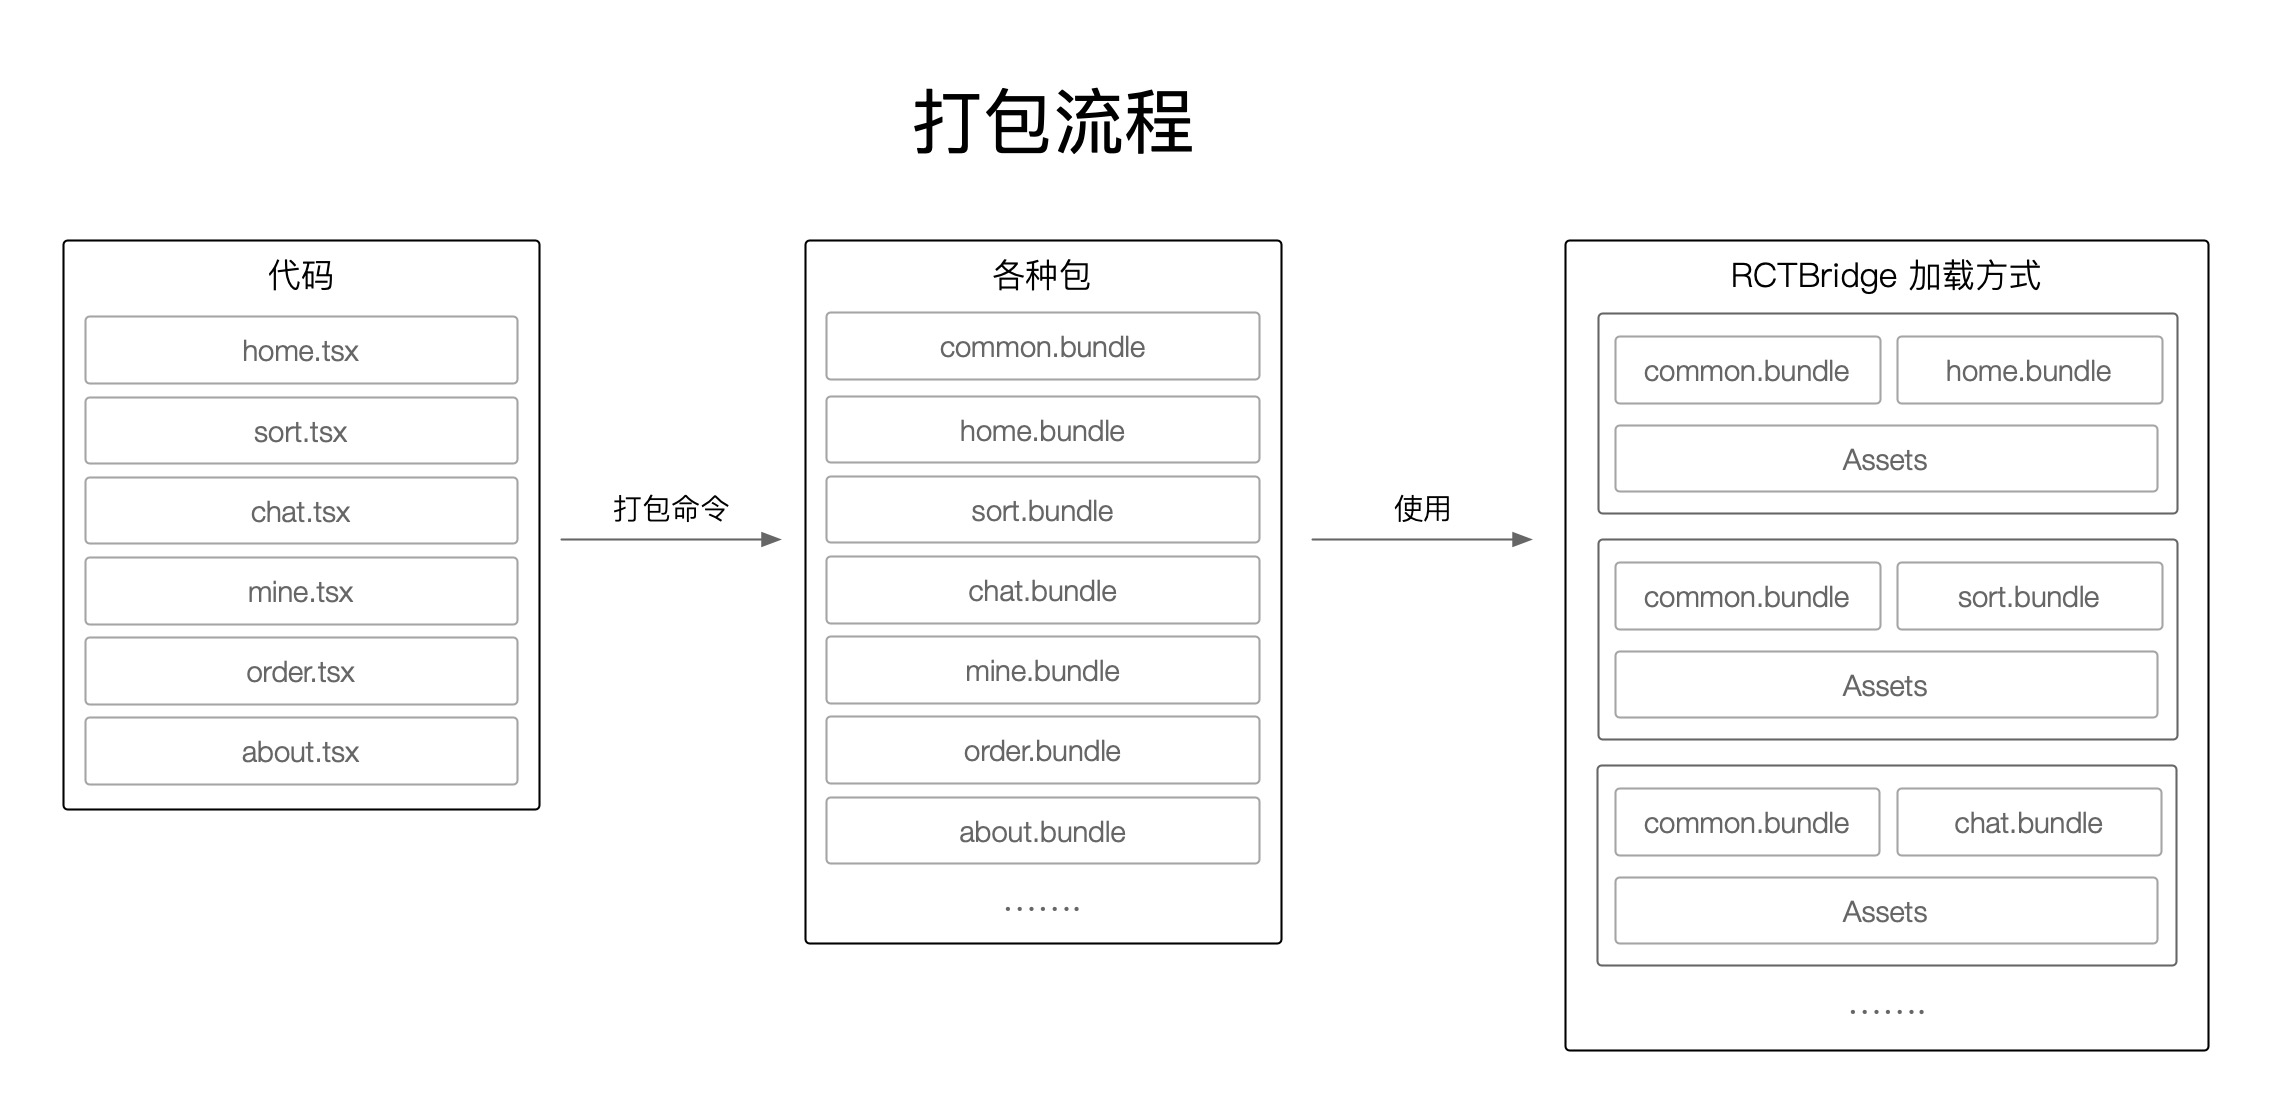 打包流程
代码
home.tsx
sort.tsx
chat.tsx
mine.tsx
order.tsx
about.tsx
打包命令
各种包
common.bundle
home.bundle
sort.bundle
chat.bundle
mine.bundle
order.bundle
about.bundle
.......
使用
RCTBridge 加载方式
common.bundle
home.bundle
Assets
common.bundle
sort.bundle
Assets
common.bundle
chat.bundle
Assets
.......